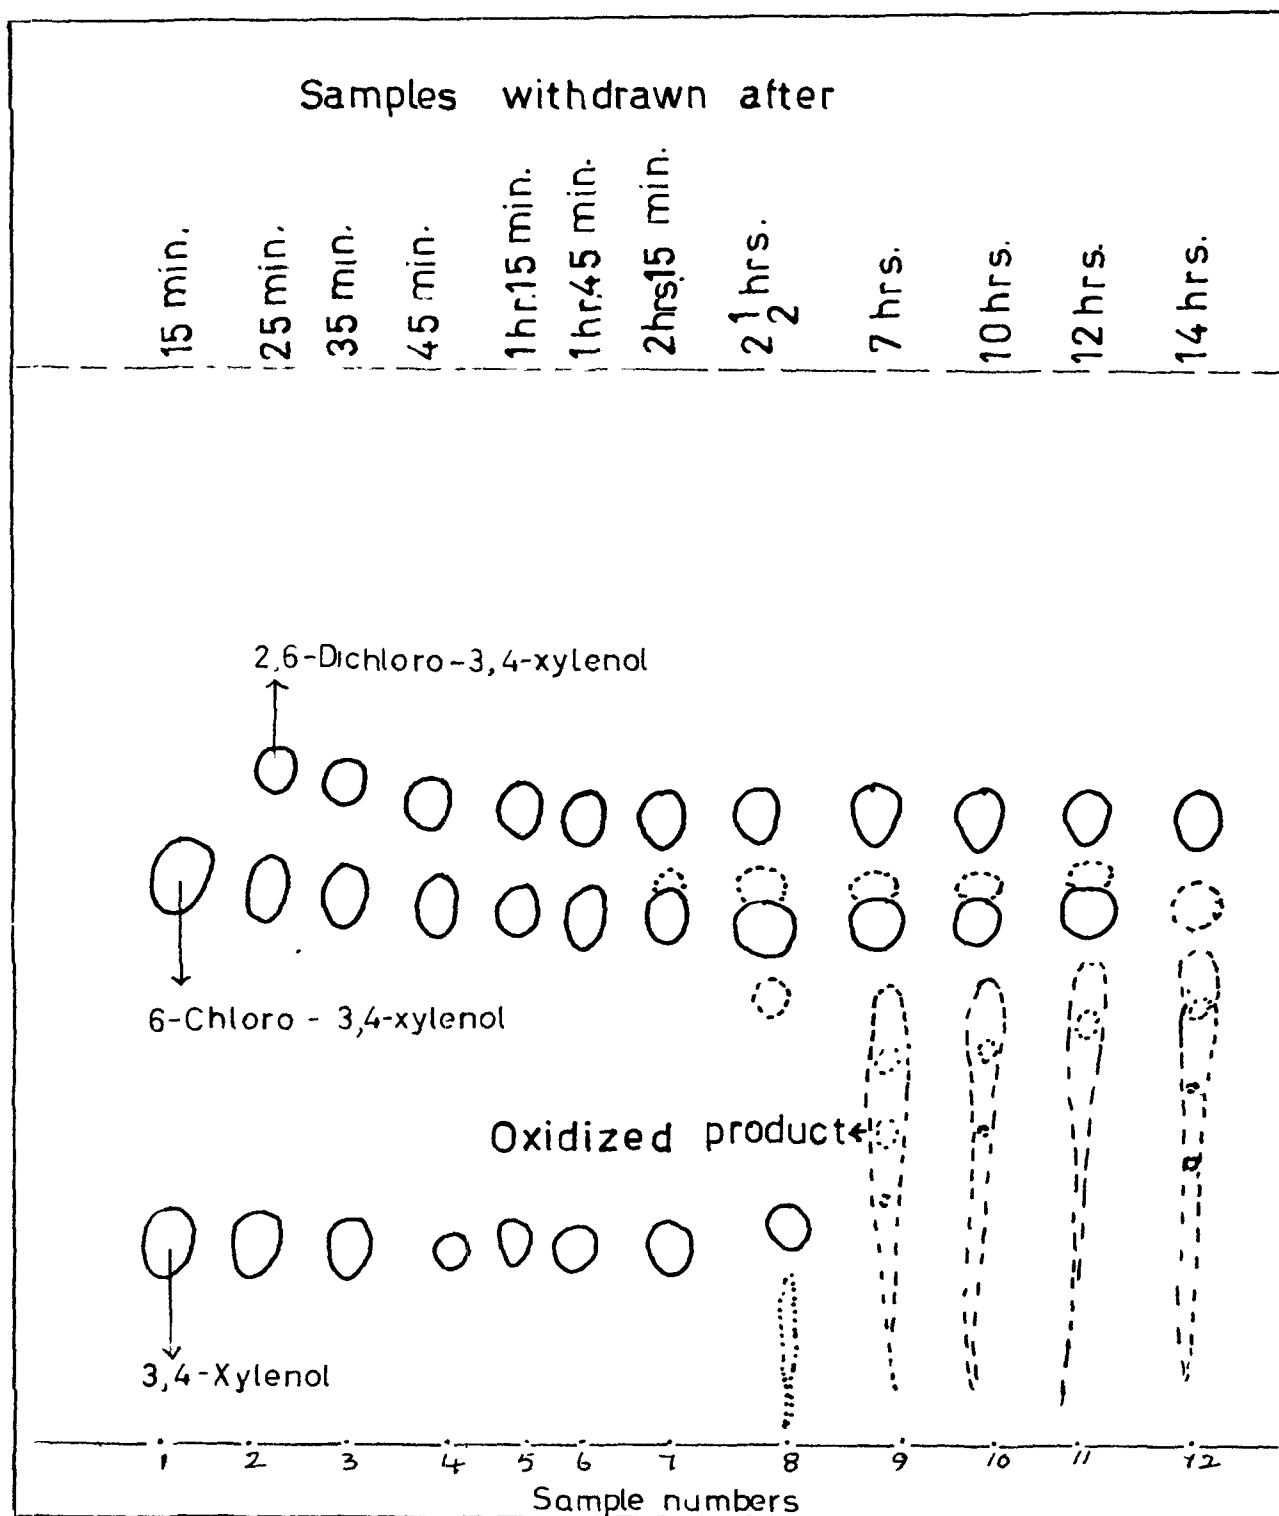 Samples withdrawn after
15 min.
25 min.
35 min.
45 min.
1hr.15 min.
1hr.45 min.
2hrs.15 min.
2 1/2 hrs.
7 hrs.
10 hrs.
12 hrs.
14 hrs.
2,6-Dichloro-3,4-xylenol
6-Chloro - 3,4-xylenol
Oxidized product
3,4-Xylenol
1 2 3 4 5 6 7 8 9 10 11 12
Sample numbers